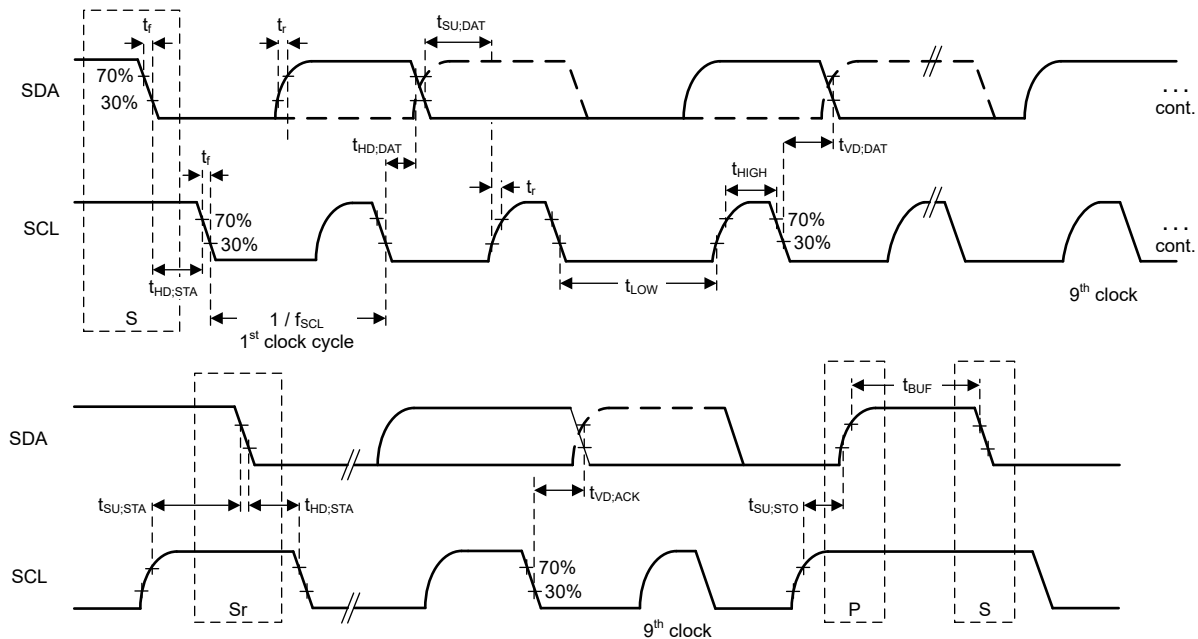 tf
tr
tSU;DAT
70%
30%
SDA
. . .
cont.
tHD;DAT
tVD;DAT
tf
tr
tHIGH
70%
30%
70%
30%
SCL
. . .
cont.
tHD;STA
tLOW
9th clock
S
1 / fSCL
1st clock cycle
tBUF
SDA
tSU;STA
tHD;STA
tVD;ACK
tSU;STO
70%
30%
SCL
Sr
P
S
9th clock